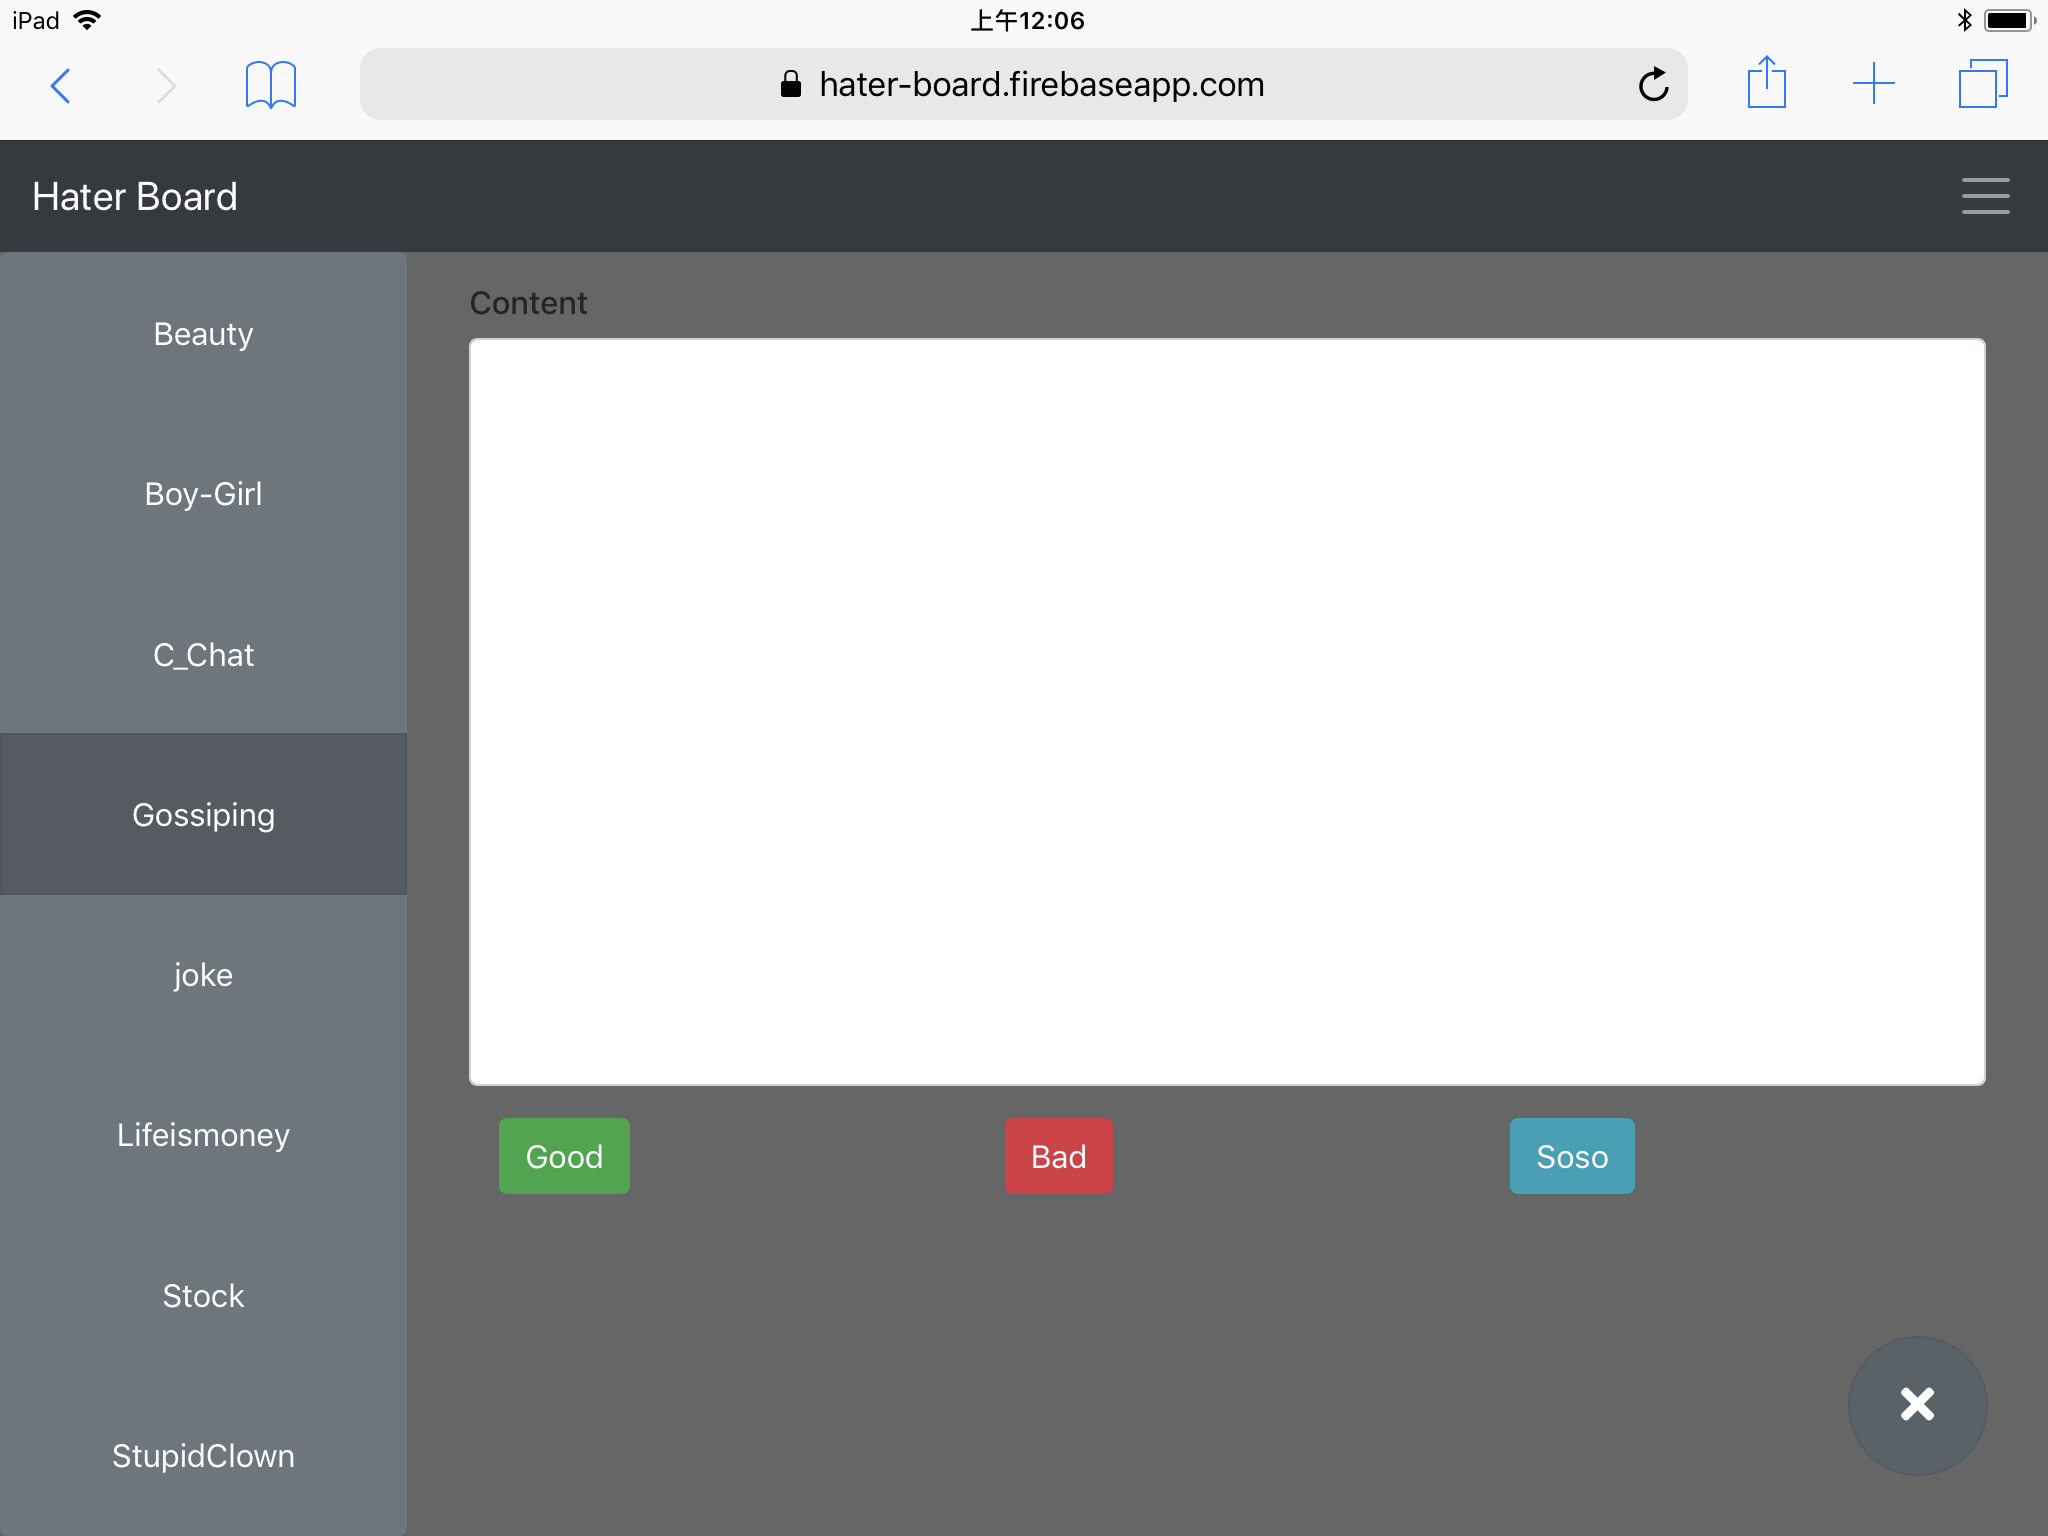 iPad 上午12:06
hater-board.firebaseapp.com
Hater Board
Beauty
Boy-Girl
C_Chat
Gossiping
joke
Lifeismoney
Stock
StupidClown
Content
Good Bad Soso